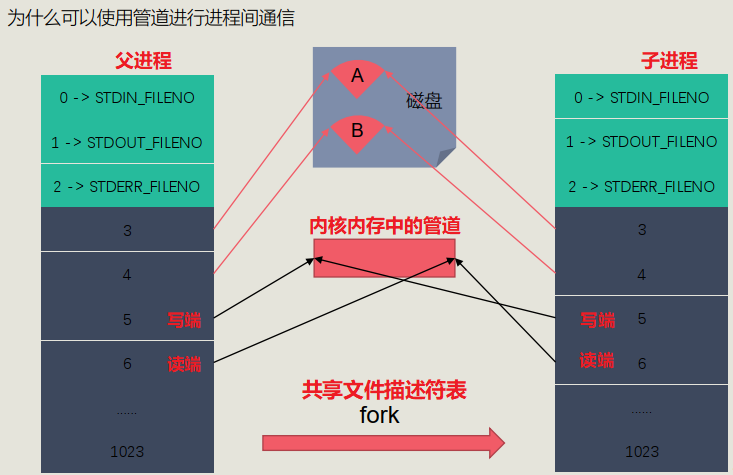 为什么可以使用管道进行进程间通信
父进程
0 -> STDIN_FILENO
1 -> STDOUT_FILENO
2 -> STDERR_FILENO
3
4
5 写端
6 读端
......
1023
A
磁盘
B
内核内存中的管道
共享文件描述符表
fork
子进程
0 -> STDIN_FILENO
1 -> STDOUT_FILENO
2 -> STDERR_FILENO
3
4
写端 5
读端 6
......
1023